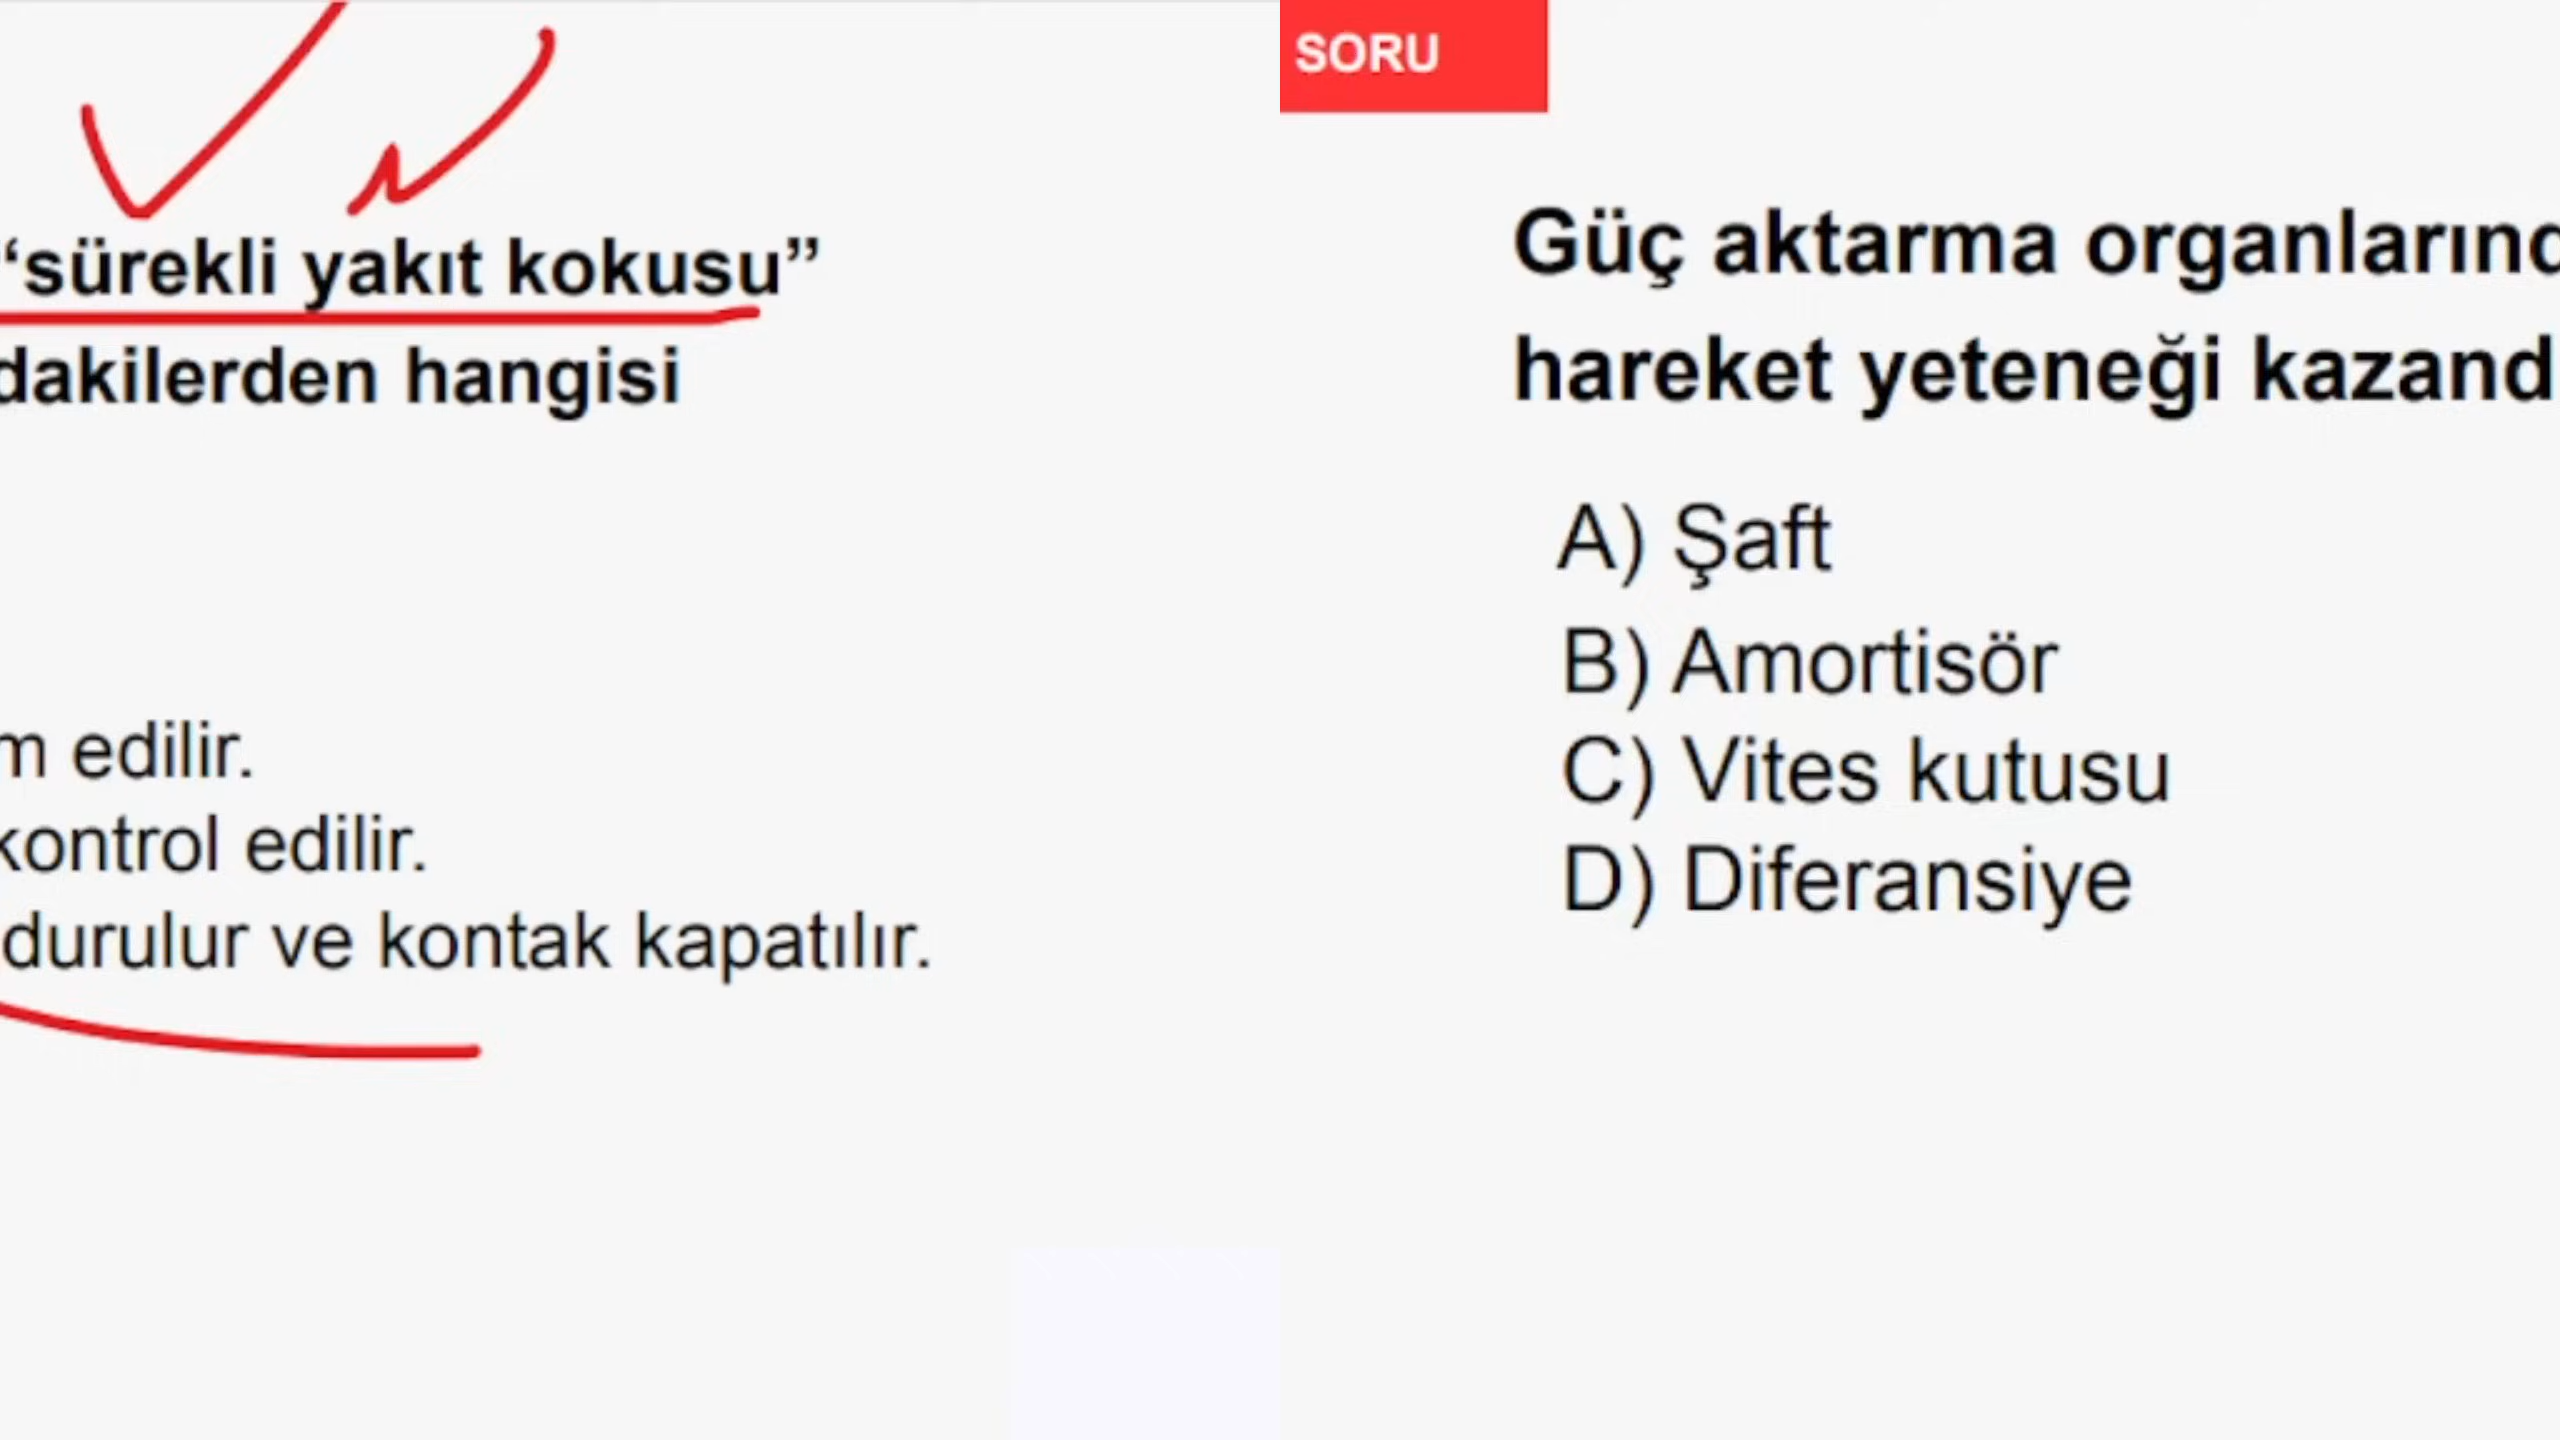 “sürekli yakıt kokusu”
dakilerden hangisi
edilir.
kontrol edilir.
durulur ve kontak kapatılır.
SORU
Güç aktarma organlarınd
hareket yeteneği kazand
A) Şaft
B) Amortisör
C) Vites kutusu
D) Diferansiye